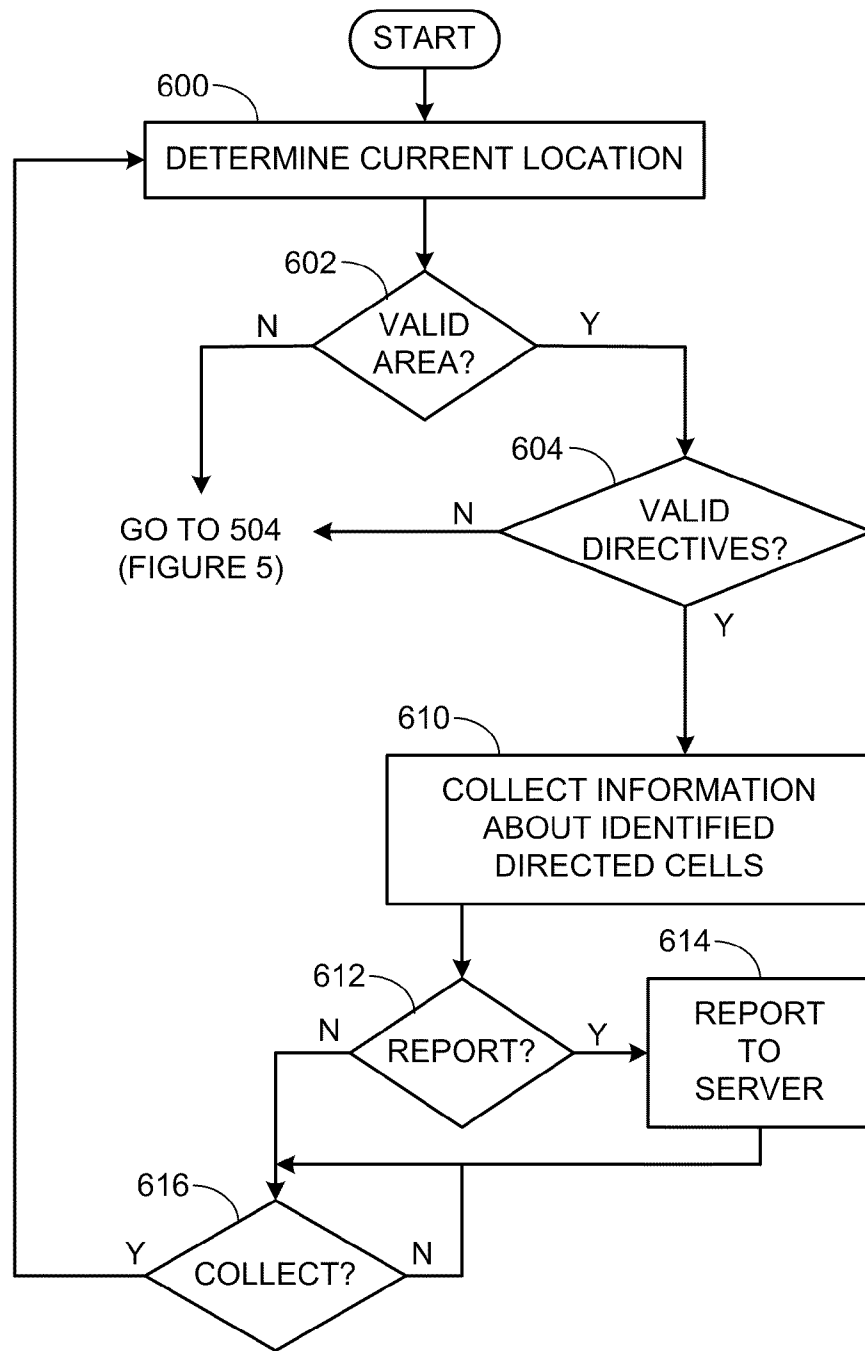 START
600
DETERMINE CURRENT LOCATION
602
VALID
AREA?
N
Y
604
VALID
DIRECTIVES?
N
GO TO 504
(FIGURE 5)
Y
610
COLLECT INFORMATION
ABOUT IDENTIFIED
DIRECTED CELLS
612
REPORT?
N
Y
614
REPORT
TO
SERVER
616
COLLECT?
Y
N